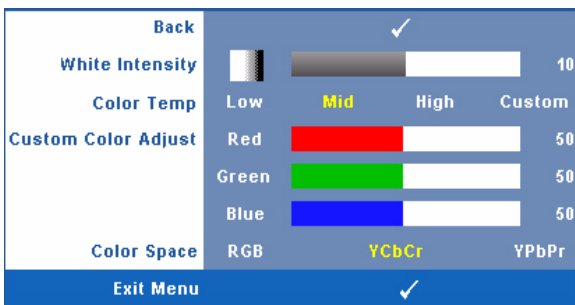 Back
White Intensity 10
Color Temp Low Mid High Custom
Custom Color Adjust Red 50
Green 50
Blue 50
Color Space RGB YCbCr YPbPr
Exit Menu